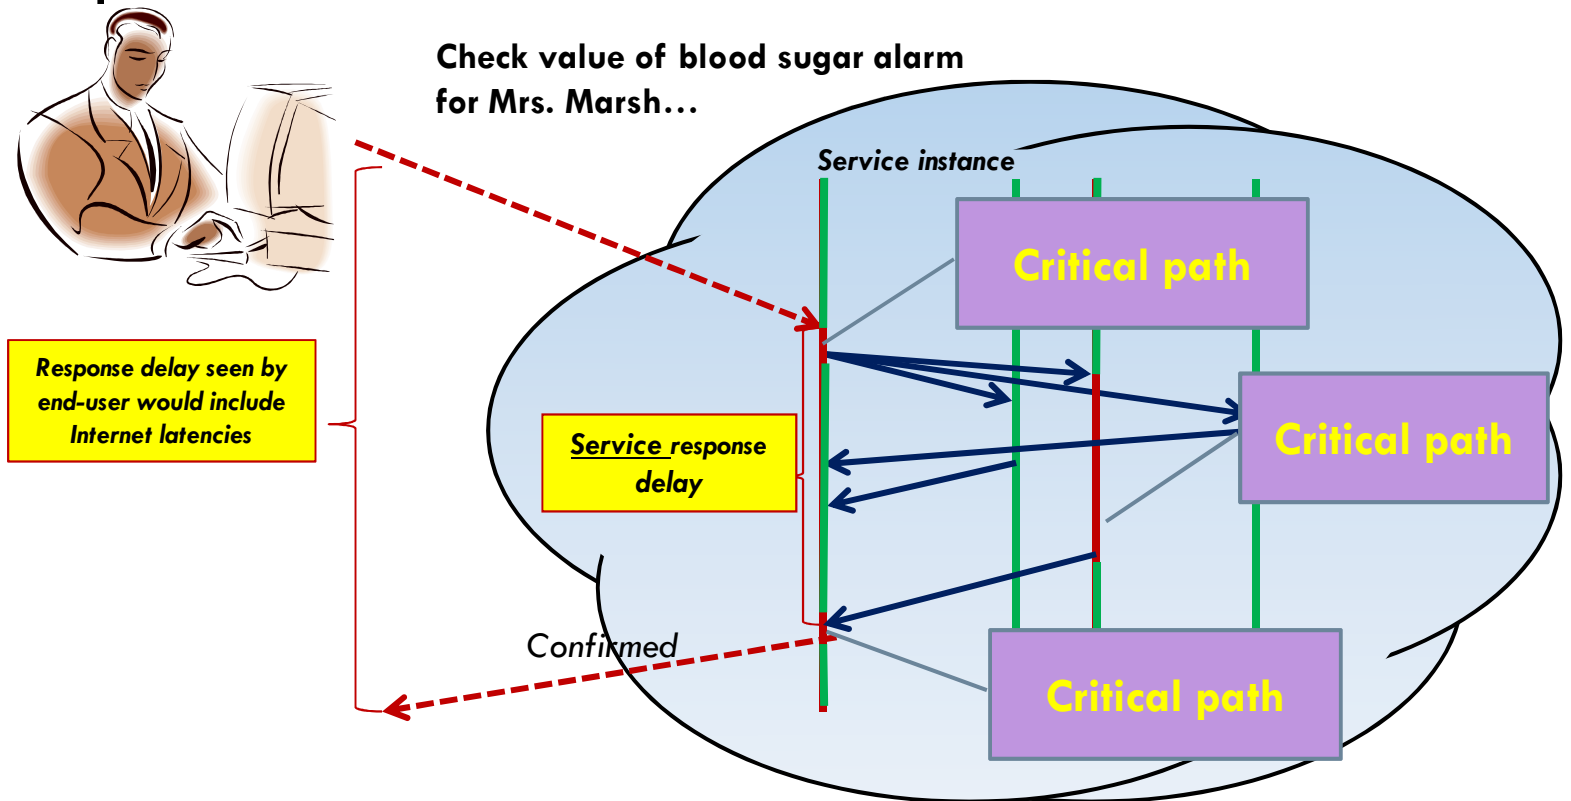 Check value of blood sugar alarm
for Mrs. Marsh…
Service instance
Critical path
Response delay seen by
end-user would include
Internet latencies
Service response
delay
Critical path
Confirmed
Critical path